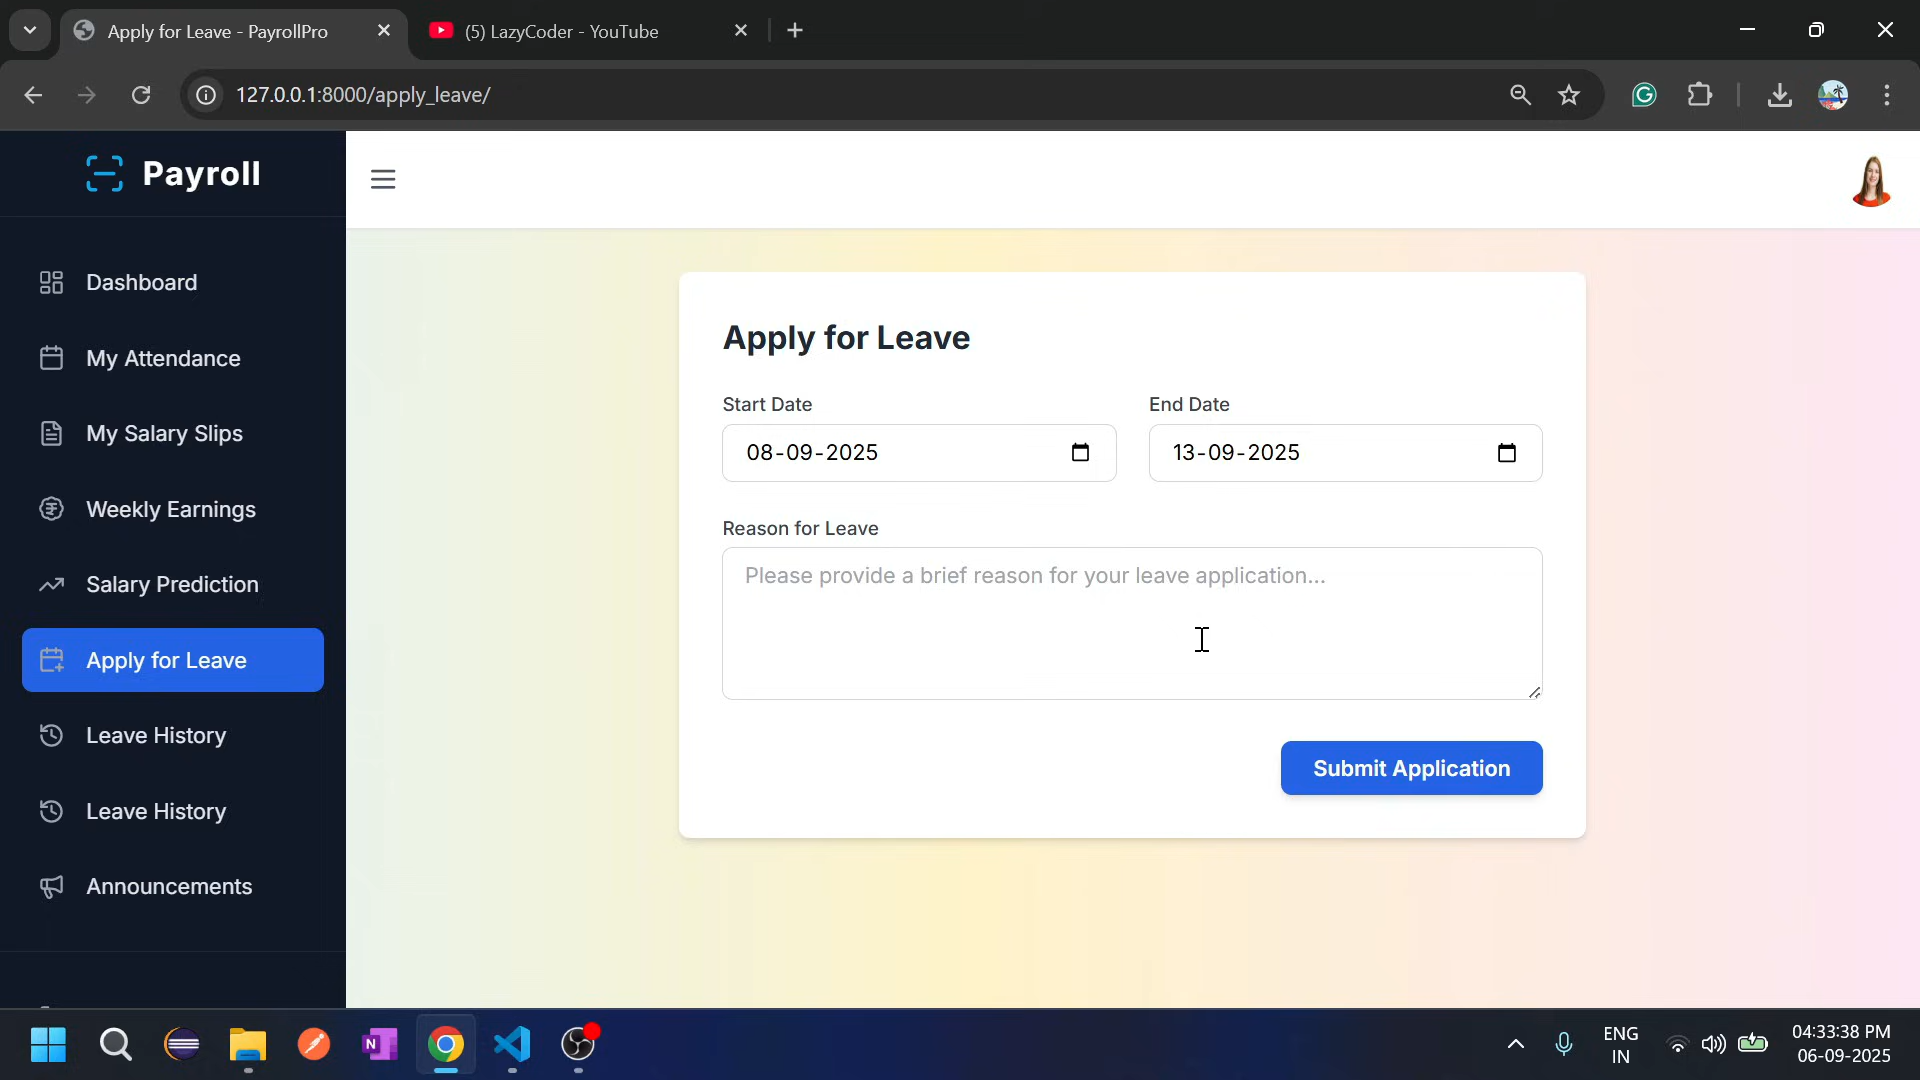 Apply for Leave - PayrollPro
(5) LazyCoder - YouTube
127.0.0.1:8000/apply_leave/
Payroll
Dashboard
My Attendance
My Salary Slips
Weekly Earnings
Salary Prediction
Apply for Leave
Leave History
Leave History
Announcements
Apply for Leave
Start Date
End Date
08-09-2025
13-09-2025
Reason for Leave
Please provide a brief reason for your leave application...
Submit Application
ENG
IN
04:33:38 PM
06-09-2025